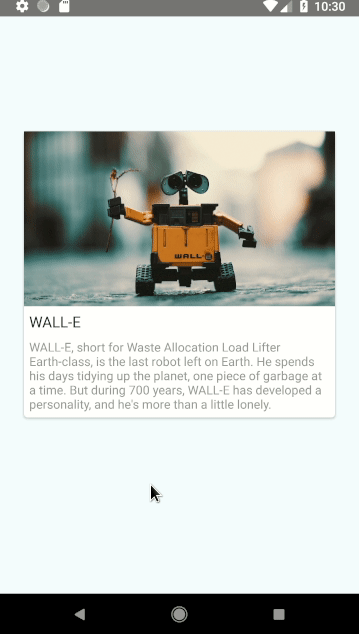 10:30
WALL-E
WALL-E
WALL-E, short for Waste Allocation Load Lifter
Earth-class, is the last robot left on Earth. He spends
his days tidying up the planet, one piece of garbage at
a time. But during 700 years, WALL-E has developed a
personality, and he's more than a little lonely.